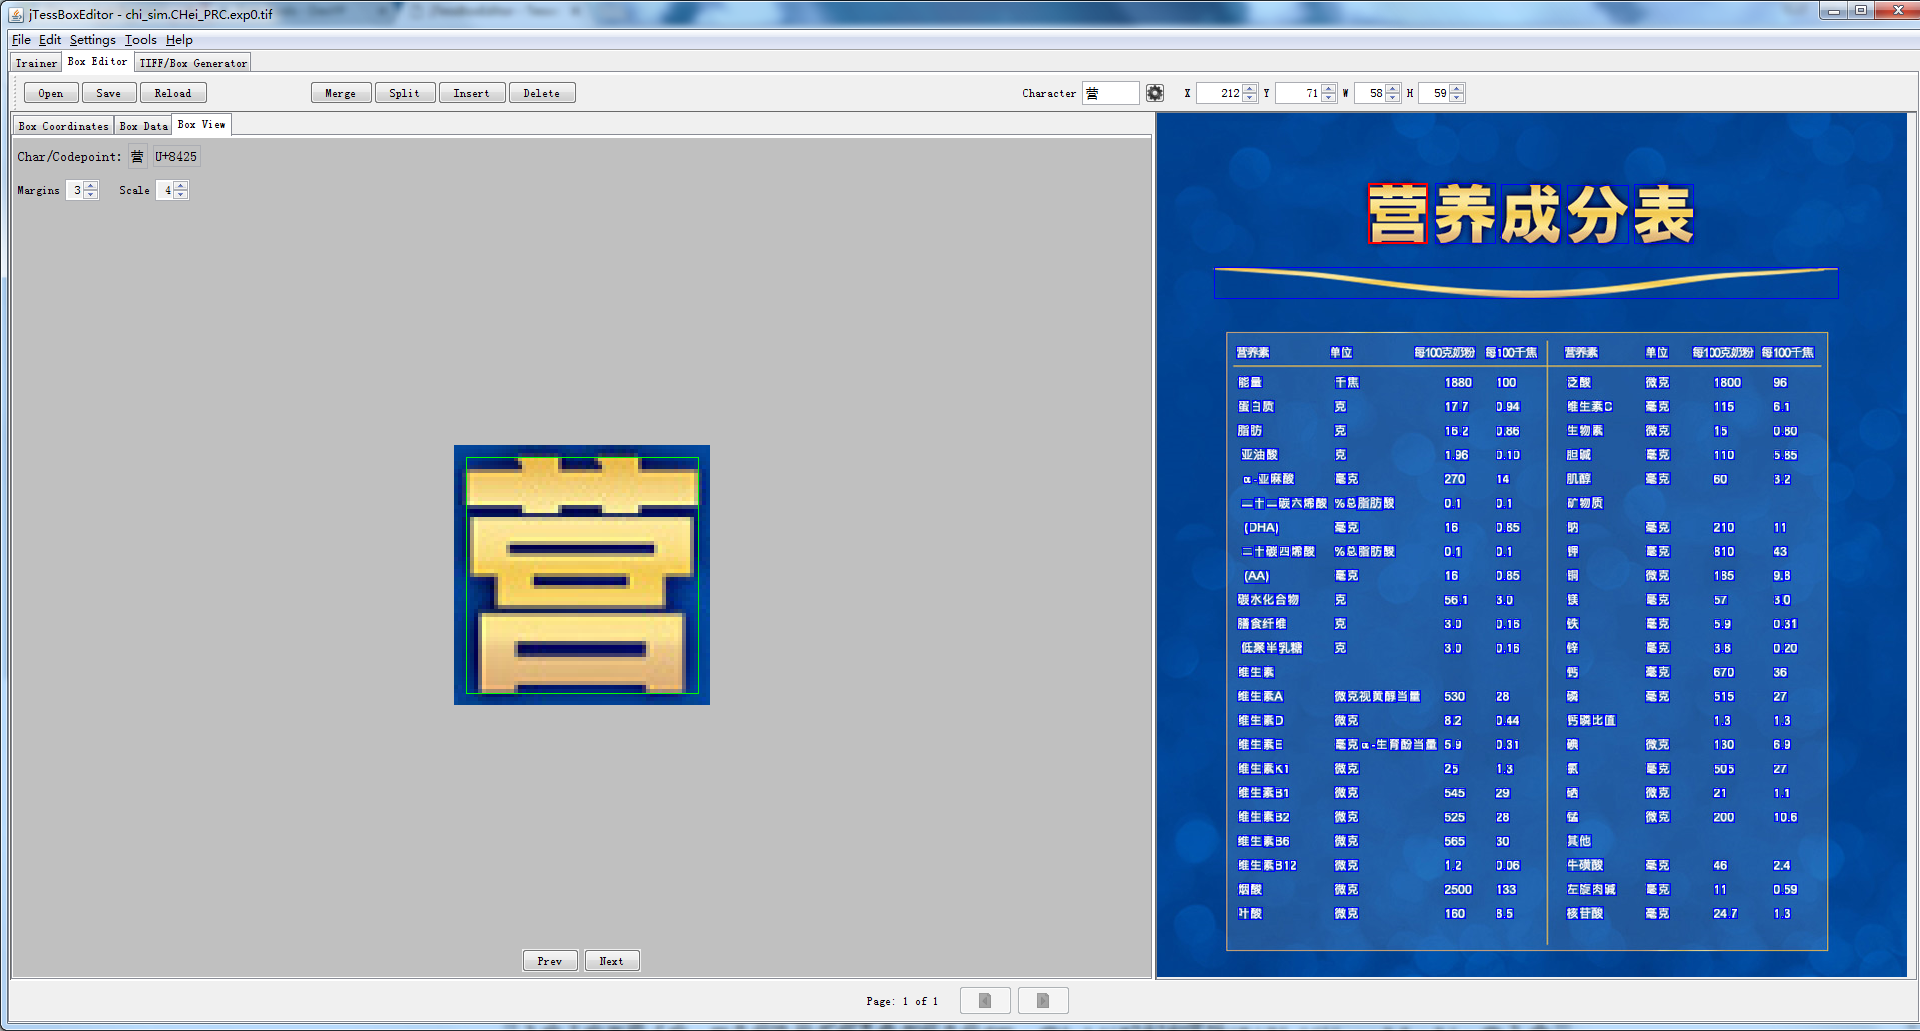 jTessBoxEditor - chi_sim.CHei_PRC.exp0.tif
File Edit Settings Tools Help
Trainer Box Editor TIFF/Box Generator
Open Save Reload Merge Split Insert Delete Character 营 X 212 Y 71 W 58 H 59
Box Coordinates Box Data Box View
Char/Codepoint: 营 U+8425
Margins 3 Scale 4
营
Prev Next
营养成分表
营养素 单位 每100克奶粉 每100千焦 营养素 单位 每100克奶粉 每100千焦
能量 千焦 1880 100 泛酸 微克 1800 96
蛋白质 克 17.7 0.94 维生素C 毫克 115 6.1
脂肪 克 16.2 0.86 生物素 微克 15 0.80
亚油酸 克 1.96 0.10 胆碱 毫克 110 5.85
α-亚麻酸 毫克 270 14 肌醇 毫克 60 3.2
二十二碳六烯酸 %总脂肪酸 0.1 0.1 矿物质
(DHA) 毫克 16 0.85 钠 毫克 210 11
二十碳四烯酸 %总脂肪酸 0.1 0.1 钾 毫克 810 43
(AA) 毫克 16 0.85 铜 微克 185 9.8
碳水化合物 克 56.1 3.0 镁 毫克 57 3.0
膳食纤维 克 3.0 0.16 铁 毫克 5.9 0.31
低聚半乳糖 克 3.0 0.16 锌 毫克 3.8 0.20
维生素 钙 毫克 670 36
维生素A 微克视黄醇当量 530 28 磷 毫克 515 27
维生素D 微克 8.2 0.44 钙磷比值 1.3 1.3
维生素E 毫克α-生育酚当量 5.9 0.31 碘 微克 130 6.9
维生素K1 微克 25 1.3 氯 毫克 505 27
维生素B1 微克 545 29 硒 微克 21 1.1
维生素B2 微克 525 28 锰 微克 200 10.6
维生素B6 微克 565 30 其他
维生素B12 微克 1.2 0.06 牛磺酸 毫克 46 2.4
烟酸 微克 2500 133 左旋肉碱 毫克 11 0.59
叶酸 微克 160 8.5 核苷酸 毫克 24.7 1.3
Page: 1 of 1